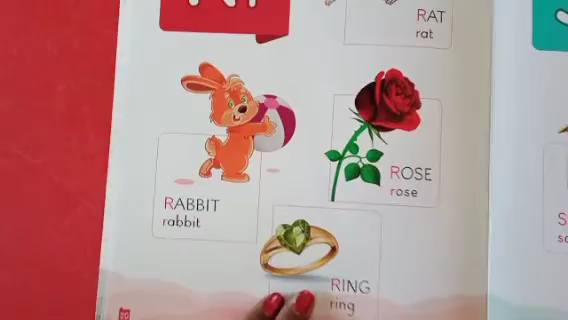 RAT
rat
RABBIT
rabbit
ROSE
rose
RING
ring